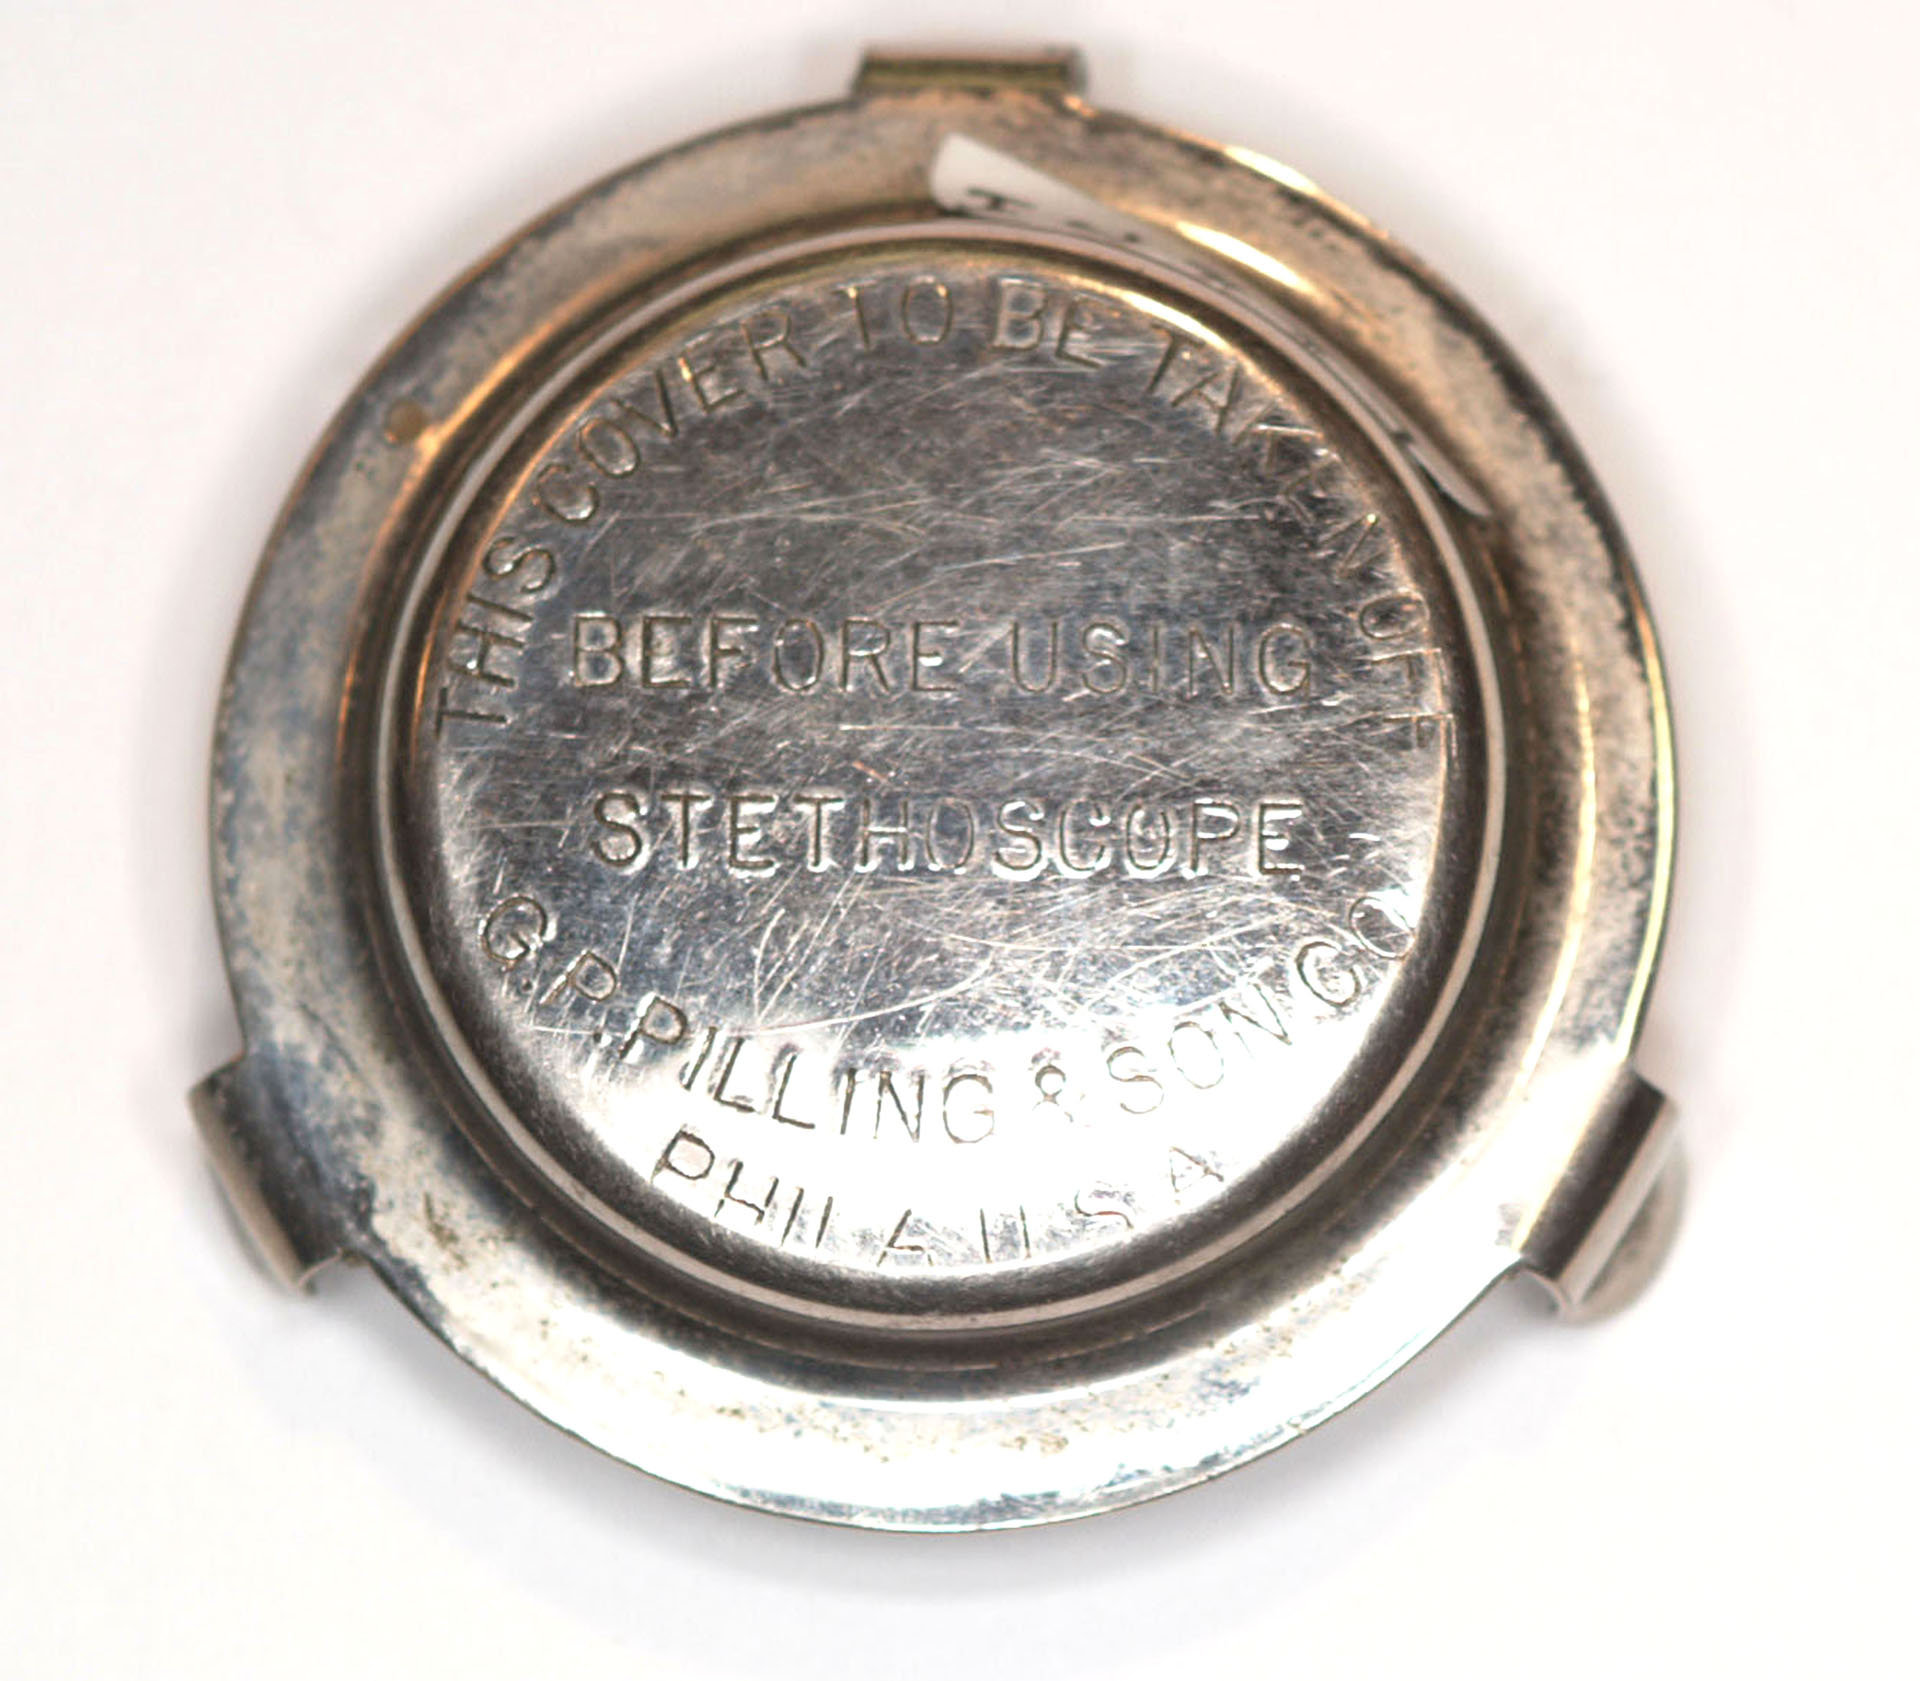 THIS COVER TO BE TAKEN OFF
BEFORE USING
STETHOSCOPE
G.P. PILLING & SON CO
PHILA U S A